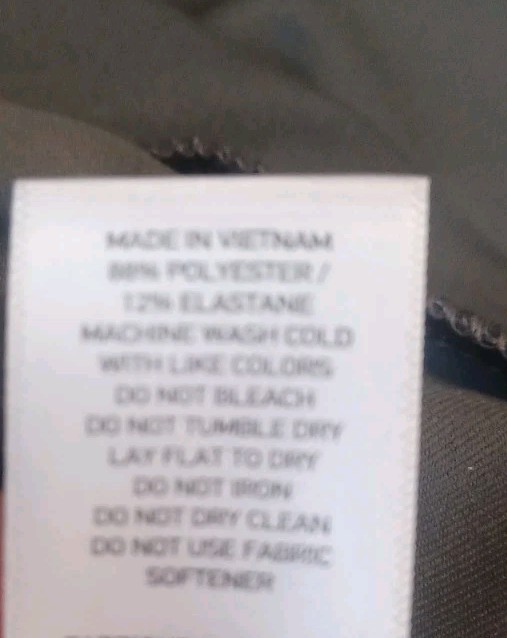 MADE IN VIETNAM
88% POLYESTER /
12% ELASTANE
MACHINE WASH COLD
WITH LIKE COLORS
DO NOT BLEACH
DO NOT TUMBLE DRY
LAY FLAT TO DRY
DO NOT IRON
DO NOT DRY CLEAN
DO NOT USE FABRIC
SOFTENER